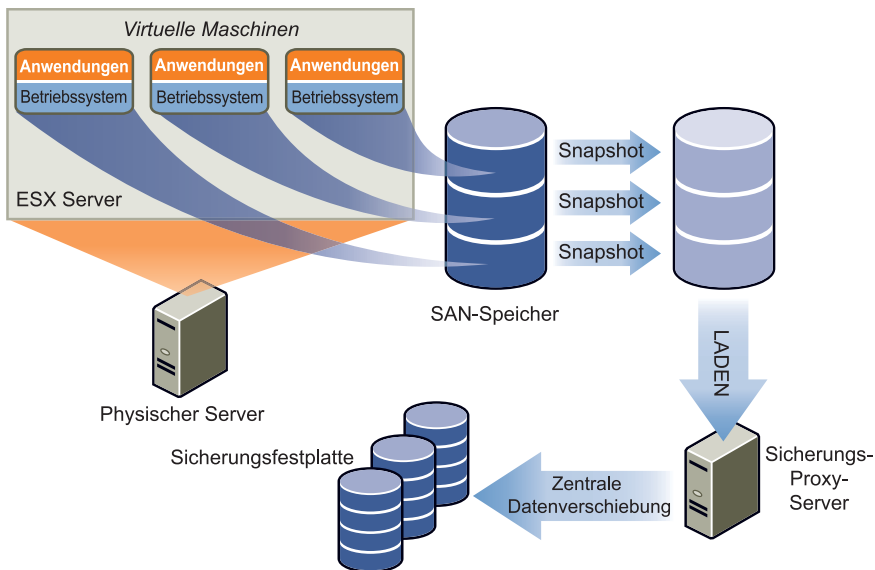 Virtuelle Maschinen
Anwendungen
Betriebssystem
Anwendungen
Betriebssystem
Anwendungen
Betriebssystem
ESX Server
Snapshot
Snapshot
Snapshot
SAN-Speicher
Physischer Server
LADEN
Sicherungsfestplatte
Zentrale
Datenverschiebung
Sicherungs-
Proxy-
Server